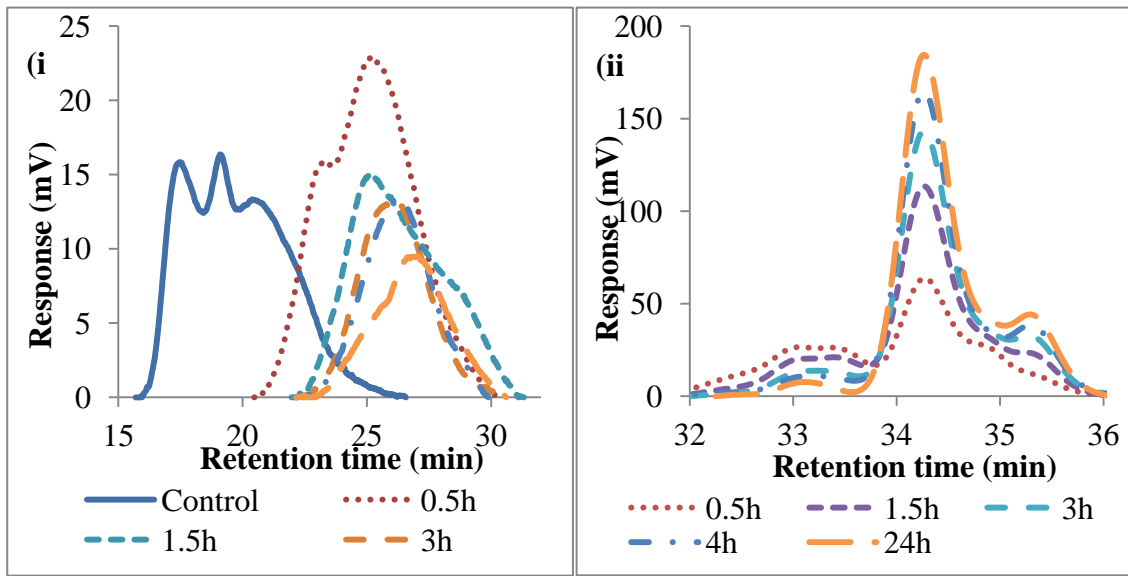 (i
Response (mV)
25
20
15
10
5
0
15 20 25 30
Retention time (min)
Control 0.5h
1.5h 3h
(ii
Response (mV)
200
150
100
50
0
32 33 34 35 36
Retention time (min)
0.5h 1.5h 3h
4h 24h